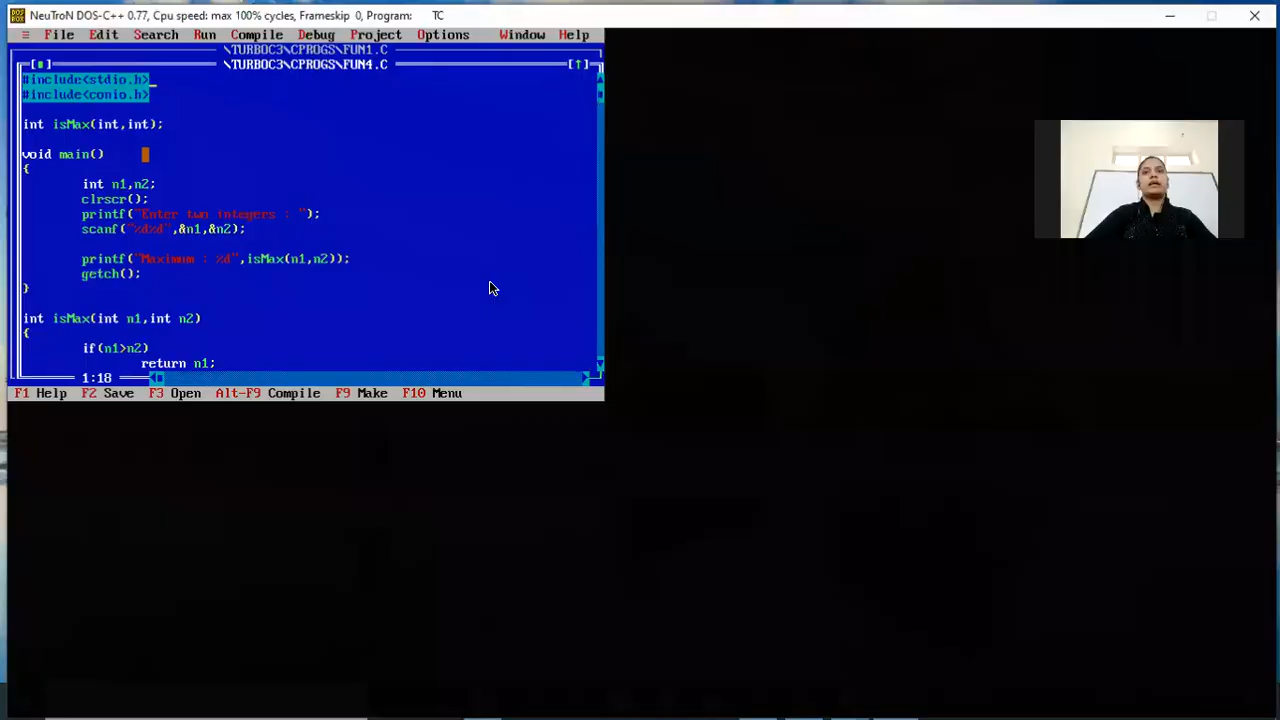 NeuTroN DOS-C++ 0.77, Cpu speed: max 100% cycles, Frameskip 0, Program: TC
≡ File Edit Search Run Compile Debug Project Options Window Help
\TURBOC3\CPROGS\FUN1.C
[■] \TURBOC3\CPROGS\FUN4.C [↑]
#include<stdio.h>
#include<conio.h>
int isMax(int,int);
void main()
{
int n1,n2;
clrscr();
printf("Enter two integers : ");
scanf("%d%d",&n1,&n2);
printf("Maximum : %d",isMax(n1,n2));
getch();
}
int isMax(int n1,int n2)
{
if(n1>n2)
return n1;
1:18
F1 Help F2 Save F3 Open Alt-F9 Compile F9 Make F10 Menu